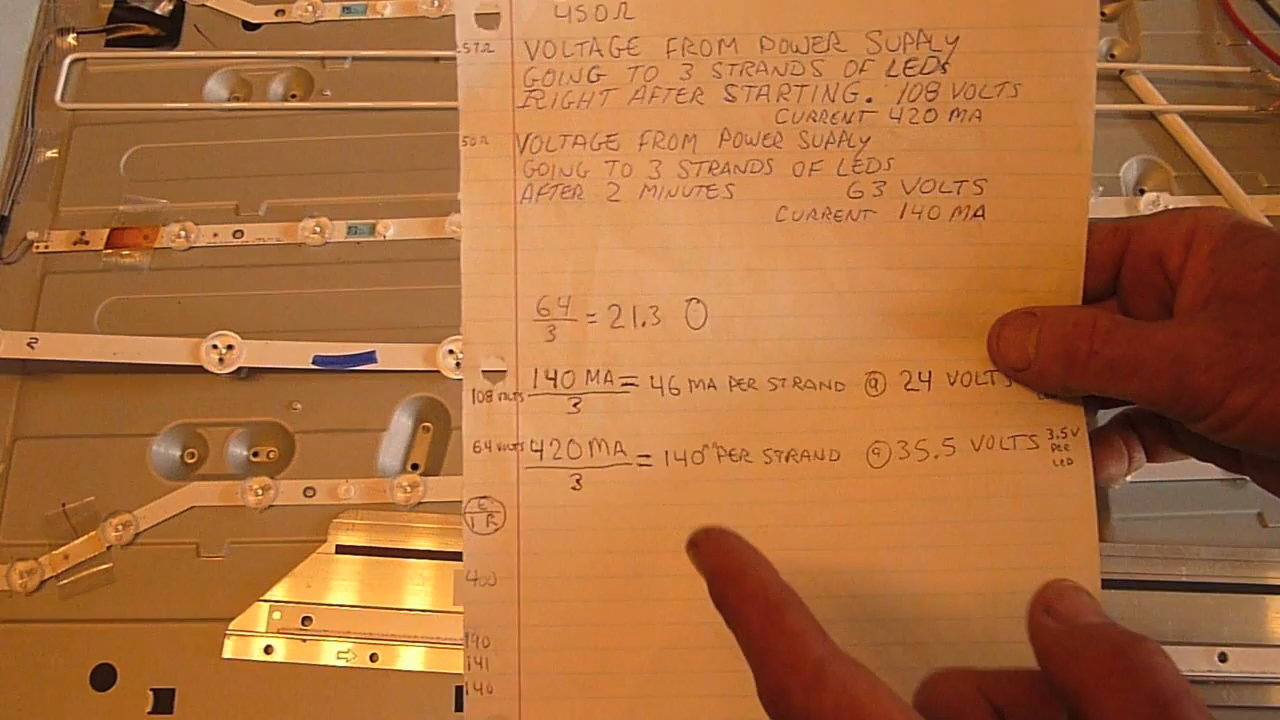 450Ω
.57Ω VOLTAGE FROM POWER SUPPLY
GOING TO 3 STRANDS OF LEDs
RIGHT AFTER STARTING. 108 VOLTS
CURRENT 420 MA
50Ω VOLTAGE FROM POWER SUPPLY
GOING TO 3 STRANDS OF LEDS
AFTER 2 MINUTES 63 VOLTS
CURRENT 140 MA
64/3 = 21.3
108 VOLTS 140 MA/3 = 46 MA PER STRAND @ 24 VOLTS
64 VOLTS 420 MA/3 = 140 MA PER STRAND @ 35.5 VOLTS 3.5V PER LED
E
I R
400
140
141
140